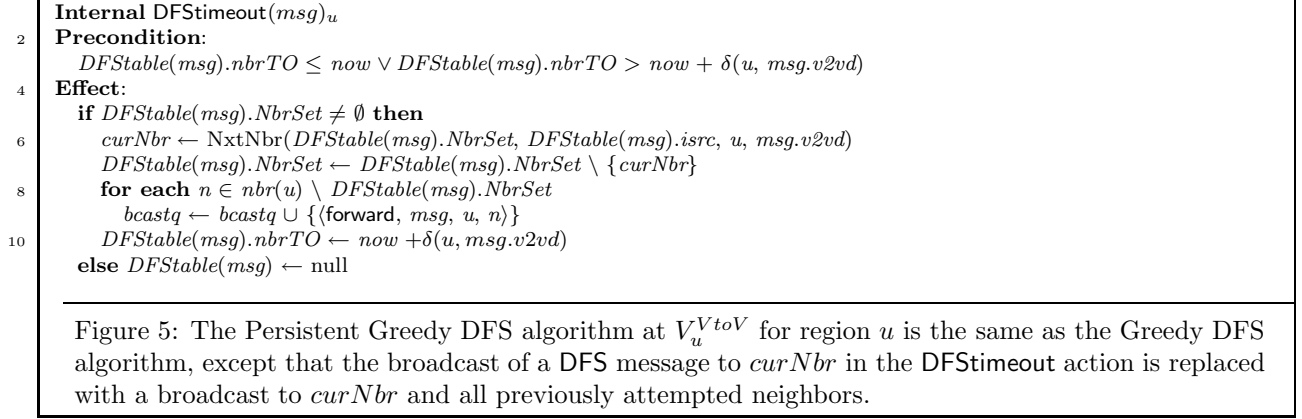 Internal DFStimeout(msg)u
2 Precondition:
DFStable(msg).nbrTO ≤ now ∨ DFStable(msg).nbrTO > now + δ(u, msg.v2vd)
4 Effect:
if DFStable(msg).NbrSet ≠ ∅ then
6 curNbr ← NxtNbr(DFStable(msg).NbrSet, DFStable(msg).isrc, u, msg.v2vd)
DFStable(msg).NbrSet ← DFStable(msg).NbrSet \ {curNbr}
8 for each n ∈ nbr(u) \ DFStable(msg).NbrSet
bcastq ← bcastq ∪ {⟨forward, msg, u, n⟩}
10 DFStable(msg).nbrTO ← now +δ(u, msg.v2vd)
else DFStable(msg) ← null
Figure 5: The Persistent Greedy DFS algorithm at V_u^{VtoV} for region u is the same as the Greedy DFS
algorithm, except that the broadcast of a DFS message to curNbr in the DFStimeout action is replaced
with a broadcast to curNbr and all previously attempted neighbors.